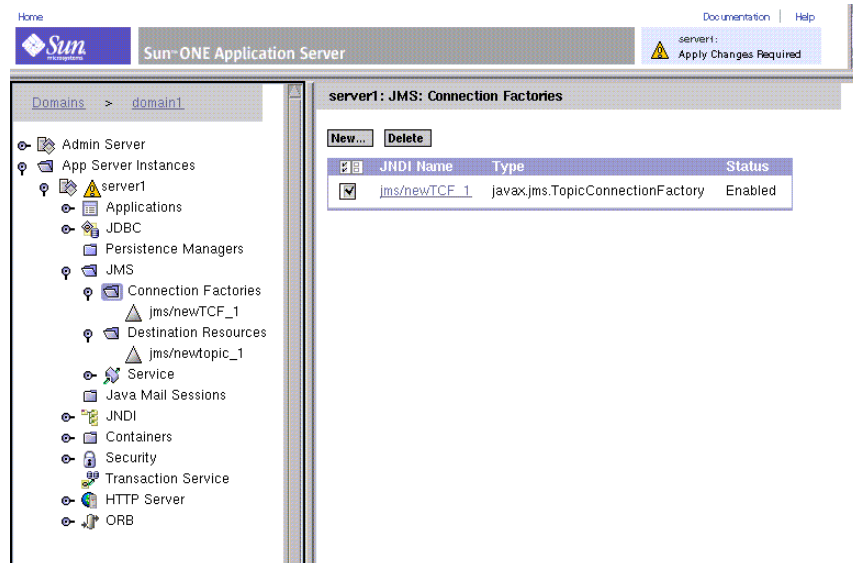 Home
Documentation | Help
Sun
microsystems
Sun ONE Application Server
server1:
Apply Changes Required
Domains > domain1
Admin Server
App Server Instances
server1
Applications
JDBC
Persistence Managers
JMS
Connection Factories
jms/newTCF_1
Destination Resources
jms/newtopic_1
Service
Java Mail Sessions
JNDI
Containers
Security
Transaction Service
HTTP Server
ORB
server1: JMS: Connection Factories
New... Delete
JNDI Name Type Status
jms/newTCF_1 javax.jms.TopicConnectionFactory Enabled